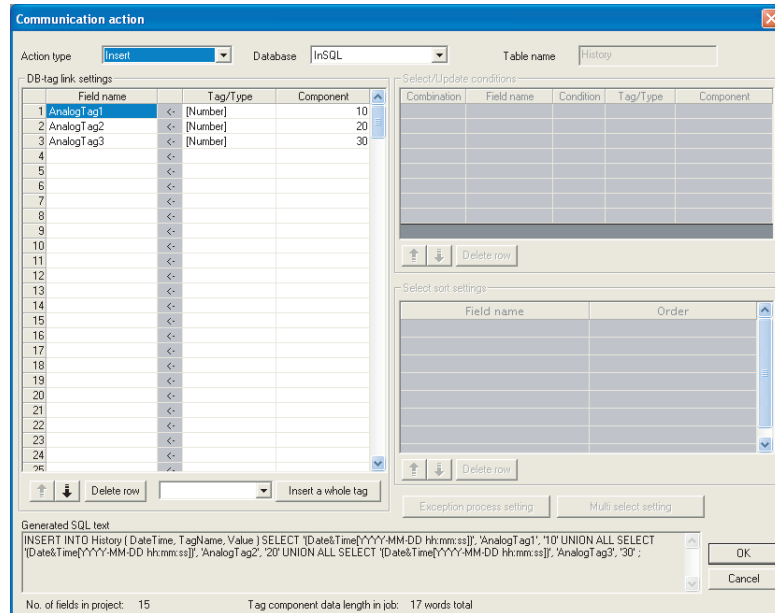 Communication action
Action type Insert Database InSQL Table name History
DB-tag link settings
Field name Tag/Type Component
1 AnalogTag1 <- [Number] 10
2 AnalogTag2 <- [Number] 20
3 AnalogTag3 <- [Number] 30
4 <-
5 <-
6 <-
7 <-
8 <-
9 <-
10 <-
11 <-
12 <-
13 <-
14 <-
15 <-
16 <-
17 <-
18 <-
19 <-
20 <-
21 <-
22 <-
23 <-
24 <-
25 <-
Delete row Insert a whole tag
Select/Update conditions
Combination Field name Condition Tag/Type Component
Delete row
Select sort settings
Field name Order
Delete row
Exception process setting Multi select setting
Generated SQL text
INSERT INTO History ( DateTime, TagName, Value ) SELECT '(Date&Time[YYYY-MM-DD hh:mm:ss])', 'AnalogTag1', '10' UNION ALL SELECT
'(Date&Time[YYYY-MM-DD hh:mm:ss])', 'AnalogTag2', '20' UNION ALL SELECT '(Date&Time[YYYY-MM-DD hh:mm:ss])', 'AnalogTag3', '30' ;
OK
Cancel
No. of fields in project: 15 Tag component data length in job: 17 words total